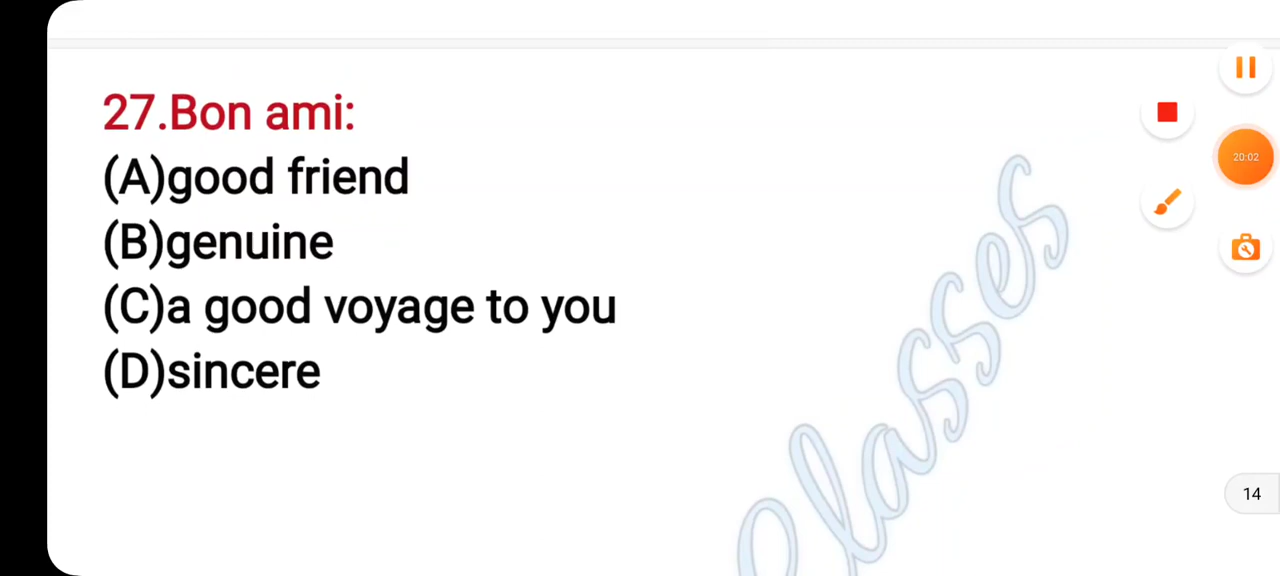 27.Bon ami:
(A)good friend
(B)genuine
(C)a good voyage to you
(D)sincere
Classes
20:02
14